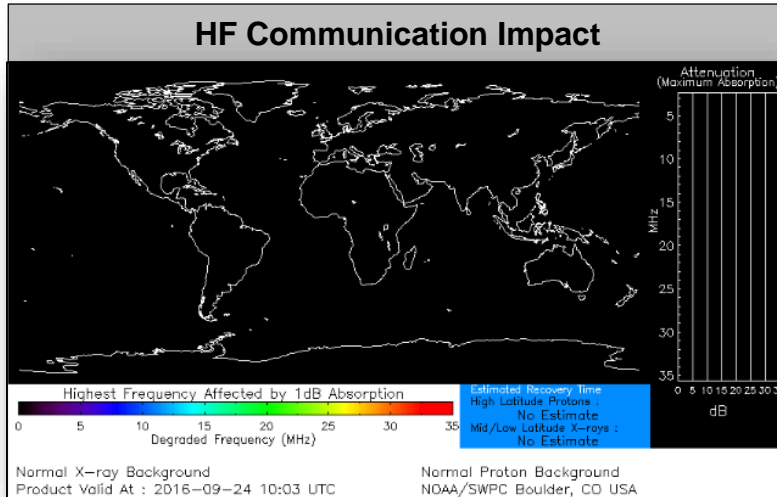 HF Communication Impact
Attenuation
(Maximum Absorption)
5
10
15
20
25
30
35
MHz
0 5 10 15 20 25 30 3
dB
Highest Frequency Affected by 1dB Absorption
0 5 10 15 20 25 30 35
Degraded Frequency (MHz)
Estimated Recovery Time
High Latitude Protons :
No Estimate
Mid/Low Latitude X-rays :
No Estimate
Normal X-ray Background
Product Valid At : 2016-09-24 10:03 UTC
Normal Proton Background
NOAA/SWPC Boulder, CO USA